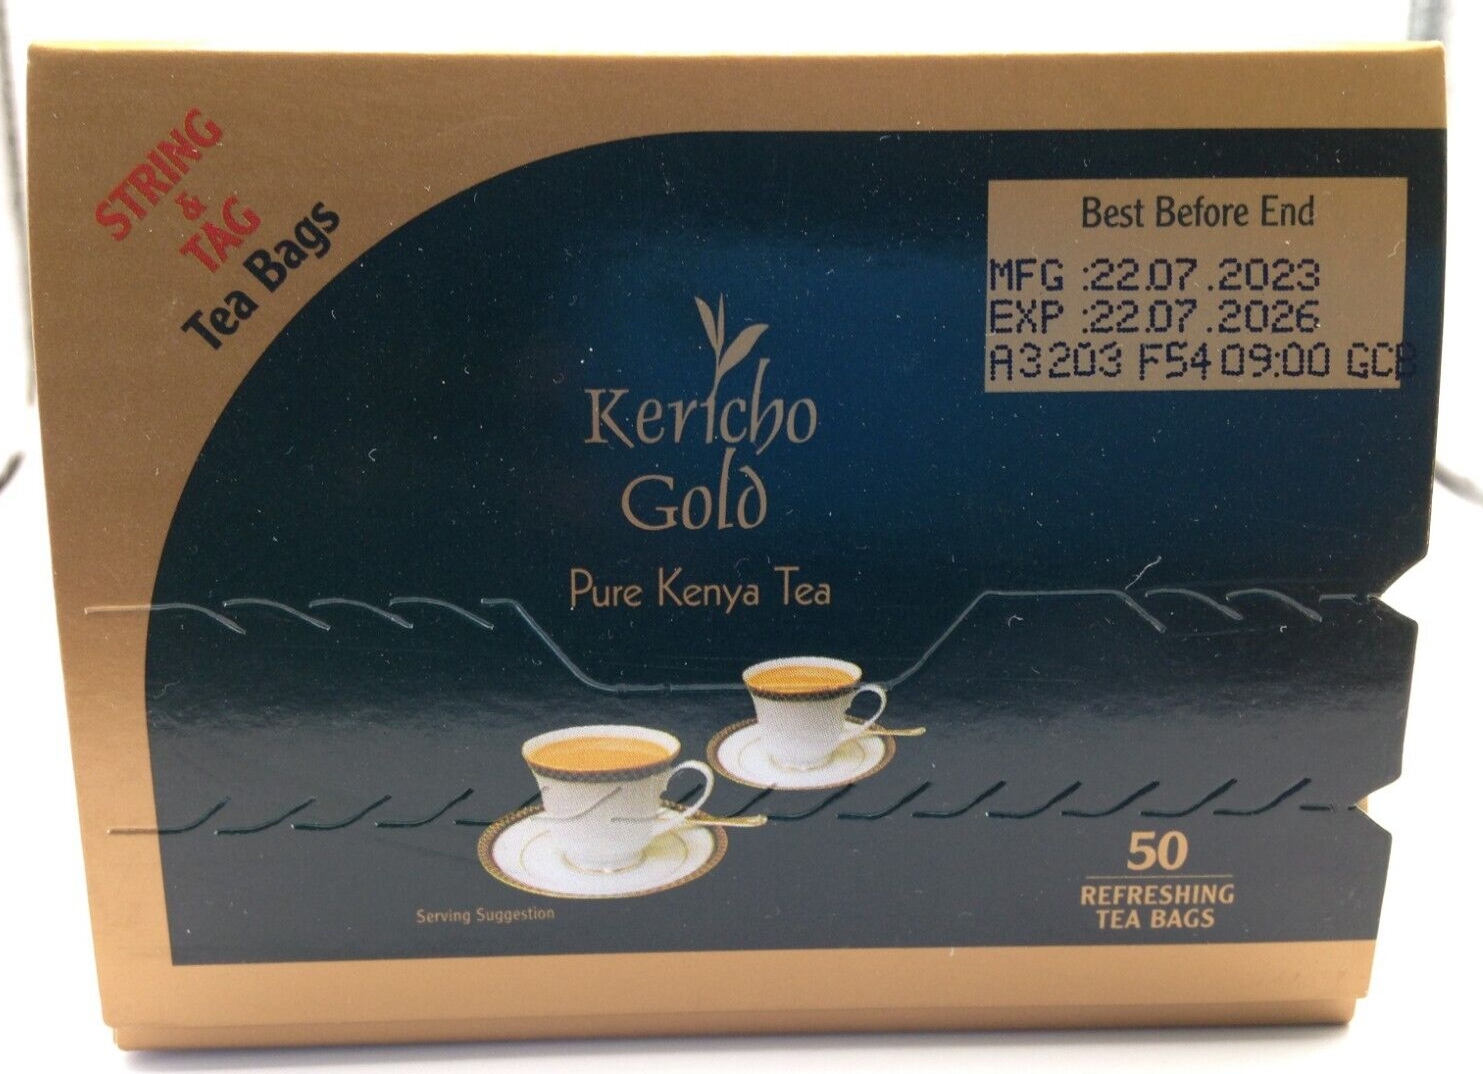 STRING
&
TAG
Tea Bags
Best Before End
MFG :22.07.2023
EXP :22.07.2026
A3203 F54 09:00 GCB
Kericho
Gold
Pure Kenya Tea
Serving Suggestion
50
REFRESHING
TEA BAGS